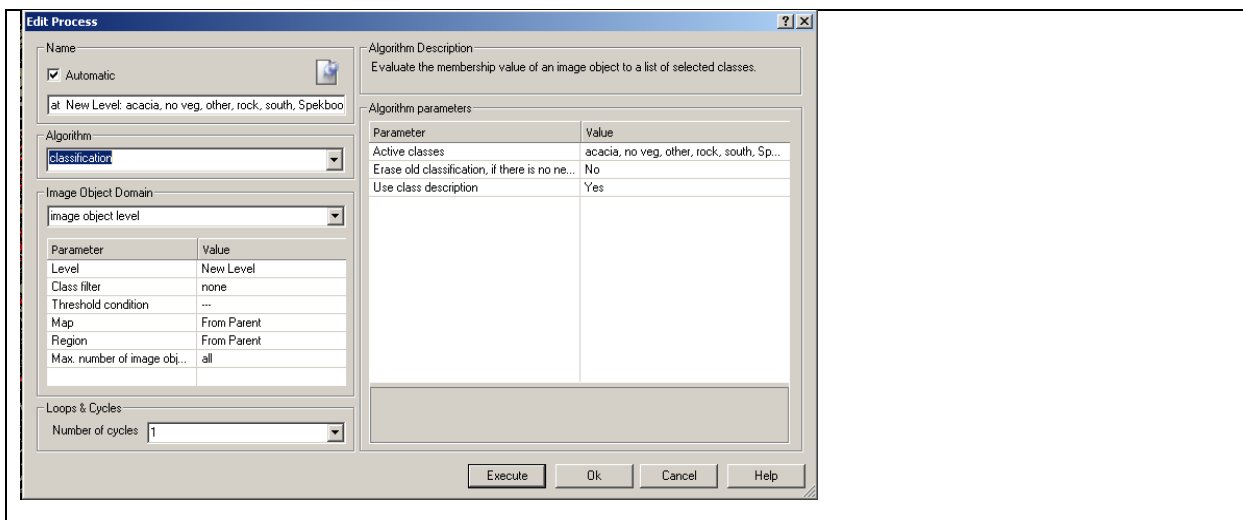 Edit Process
Name
Automatic
at New Level: acacia, no veg, other, rock, south, Spekboo
Algorithm
classification
Image Object Domain
image object level
Parameter Value
Level New Level
Class filter none
Threshold condition ---
Map From Parent
Region From Parent
Max. number of image obj... all
Loops & Cycles
Number of cycles 1
Algorithm Description
Evaluate the membership value of an image object to a list of selected classes.
Algorithm parameters
Parameter Value
Active classes acacia, no veg, other, rock, south, Sp...
Erase old classification, if there is no ne... No
Use class description Yes
Execute Ok Cancel Help